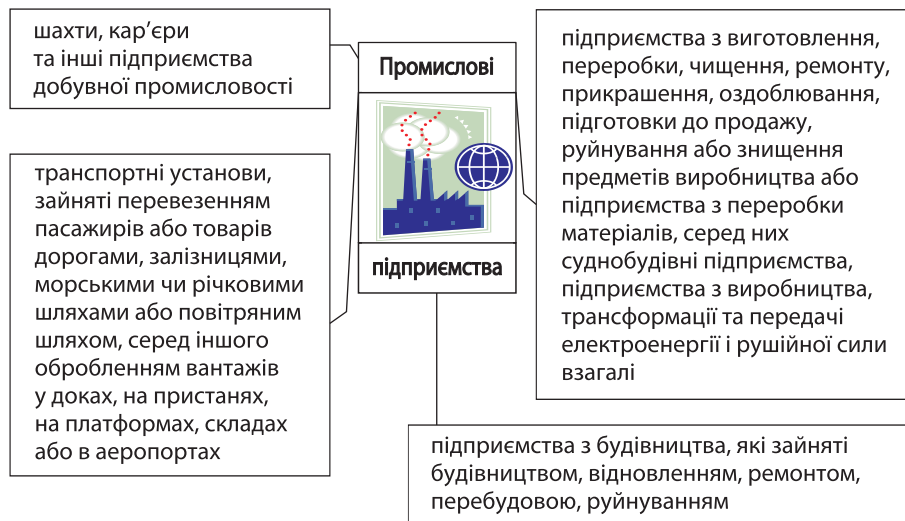 шахти, кар’єри
та інші підприємства
добувної промисловості
Промислові
підприємства
транспортні установи,
зайняті перевезенням
пасажирів або товарів
дорогами, залізницями,
морськими чи річковими
шляхами або повітряним
шляхом, серед іншого
обробленням вантажів
у доках, на пристанях,
на платформах, складах
або в аеропортах
підприємства з виготовлення,
переробки, чищення, ремонту,
прикрашення, оздоблювання,
підготовки до продажу,
руйнування або знищення
предметів виробництва або
підприємства з переробки
матеріалів, серед них
суднобудівні підприємства,
підприємства з виробництва,
трансформації та передачі
електроенергії і рушійної сили
взагалі
підприємства з будівництва, які зайняті
будівництвом, відновленням, ремонтом,
перебудовою, руйнуванням